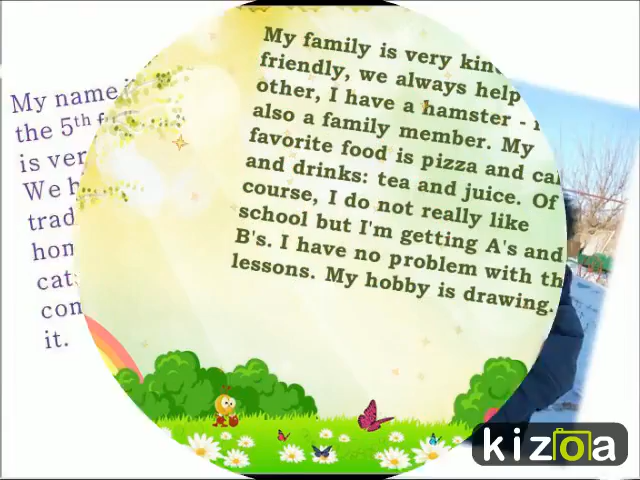 My name
the 5th
is ver
We h
trad
hom
cat
com
it.
My family is very kin
friendly, we always help
other, I have a hamster -
also a family member. My
favorite food is pizza and ca
and drinks: tea and juice. Of
course, I do not really like
school but I'm getting A's and
B's. I have no problem with th
lessons. My hobby is drawing.
kizoa